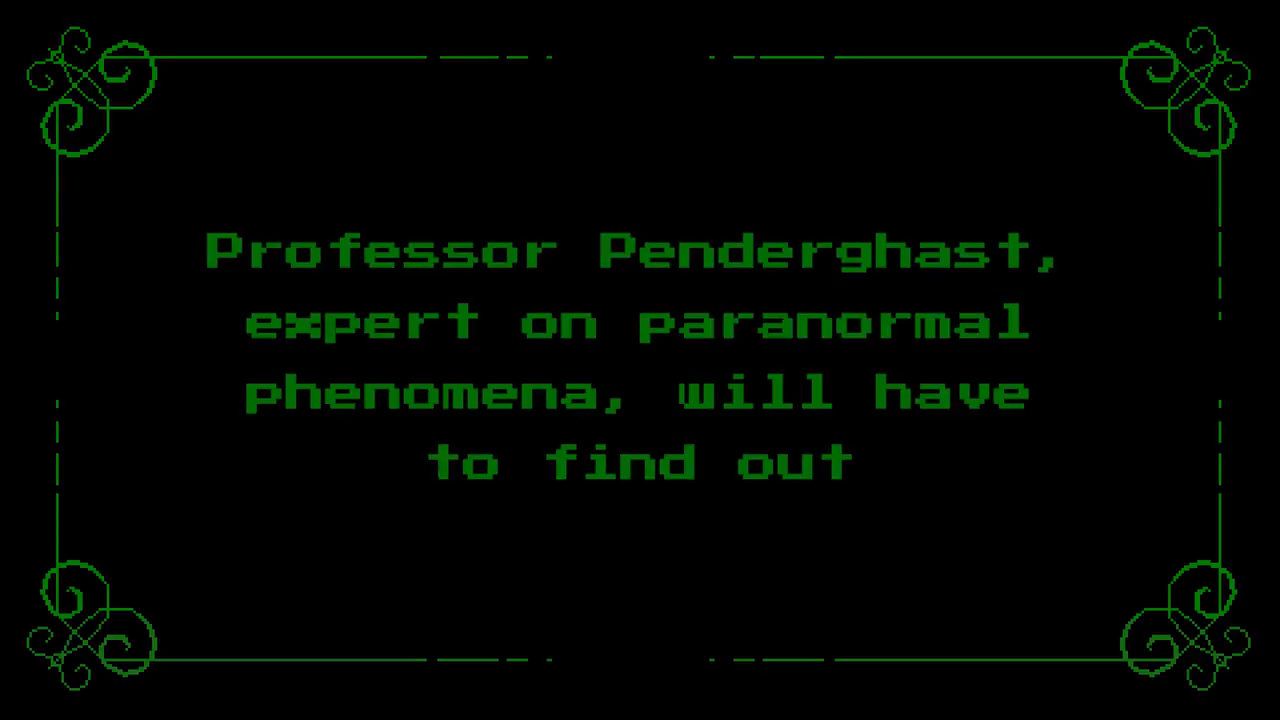 Professor Penderghast,
expert on paranormal
phenomena, will have
to find out